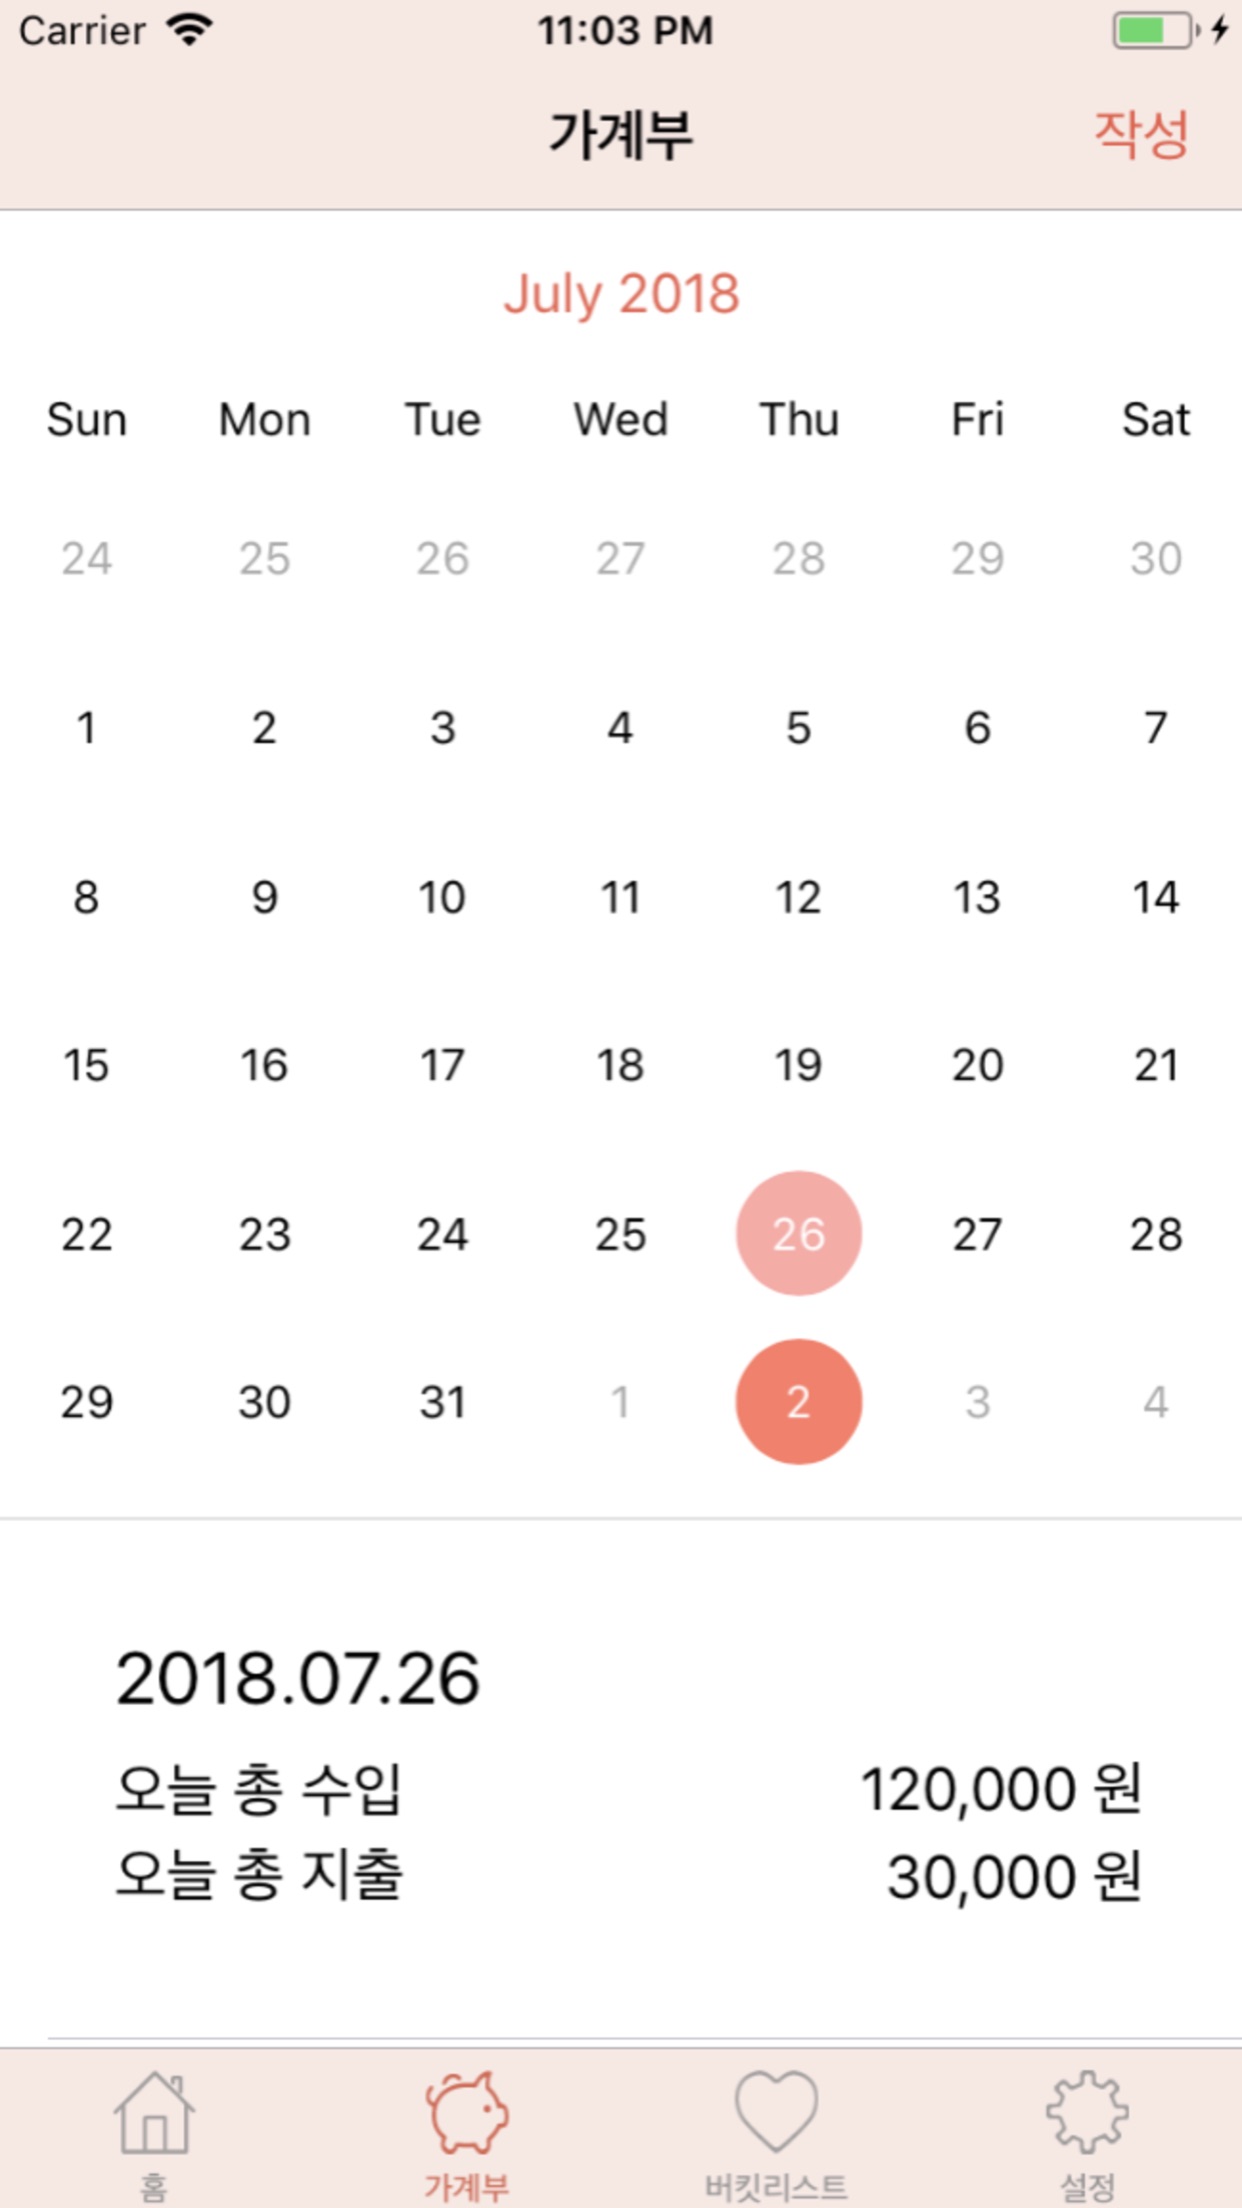 Carrier 11:03 PM
가계부 작성
July 2018
Sun Mon Tue Wed Thu Fri Sat
24 25 26 27 28 29 30
1 2 3 4 5 6 7
8 9 10 11 12 13 14
15 16 17 18 19 20 21
22 23 24 25 26 27 28
29 30 31 1 2 3 4
2018.07.26
오늘 총 수입 120,000 원
오늘 총 지출 30,000 원
홈 가계부 버킷리스트 설정